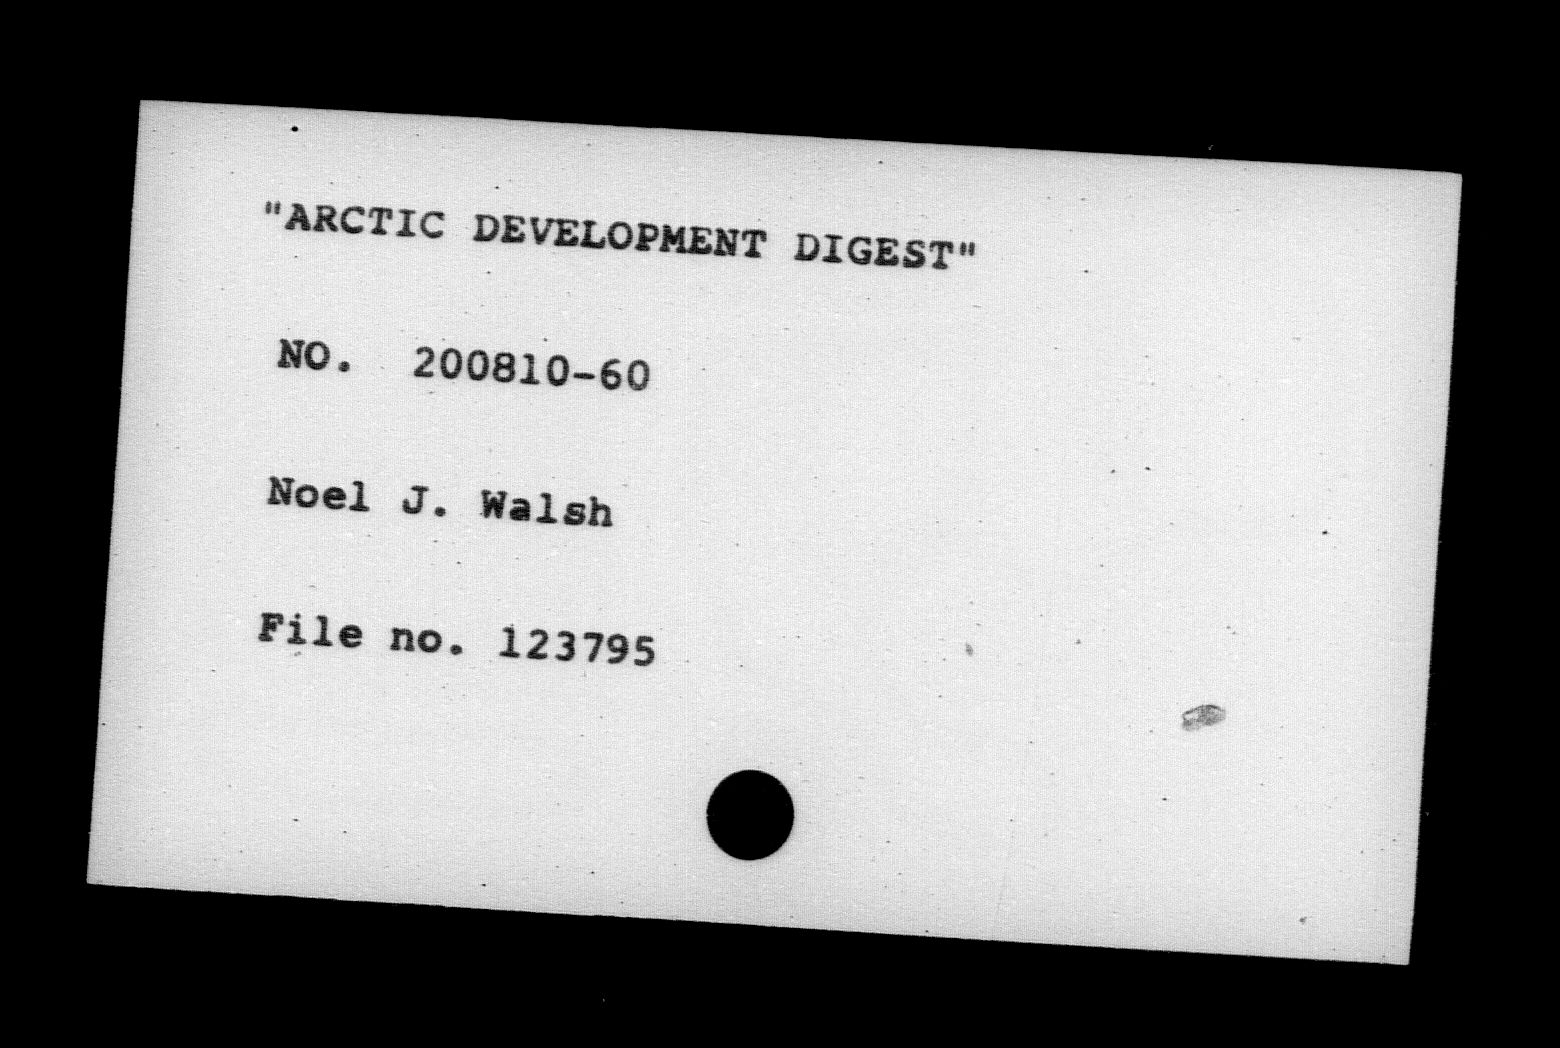 "ARCTIC DEVELOPMENT DIGEST"
NO. 200810-60
Noel J. Walsh
File no. 123795